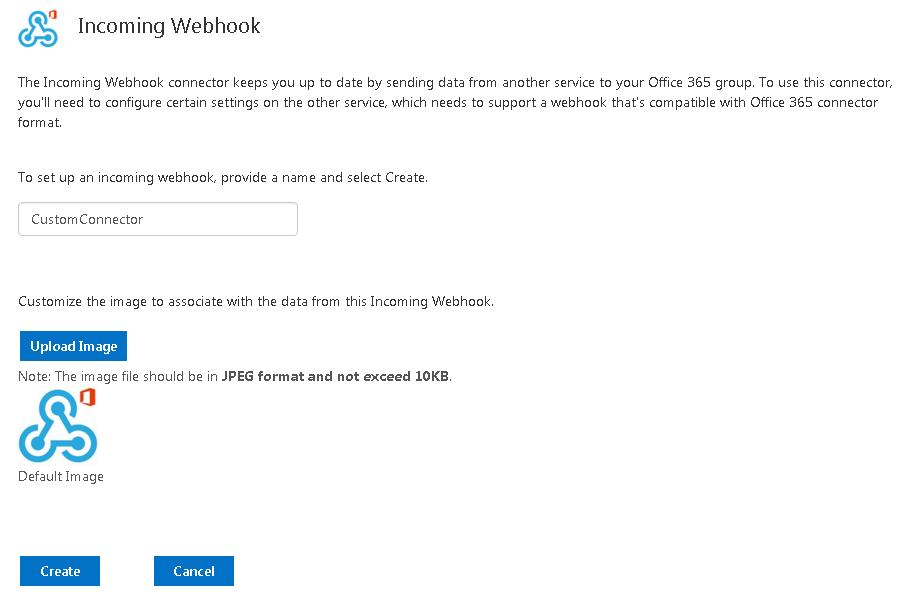 Incoming Webhook
The Incoming Webhook connector keeps you up to date by sending data from another service to your Office 365 group. To use this connector,
you'll need to configure certain settings on the other service, which needs to support a webhook that's compatible with Office 365 connector
format.
To set up an incoming webhook, provide a name and select Create.
CustomConnector
Customize the image to associate with the data from this Incoming Webhook.
Upload Image
Note: The image file should be in JPEG format and not exceed 10KB.
Default Image
Create
Cancel